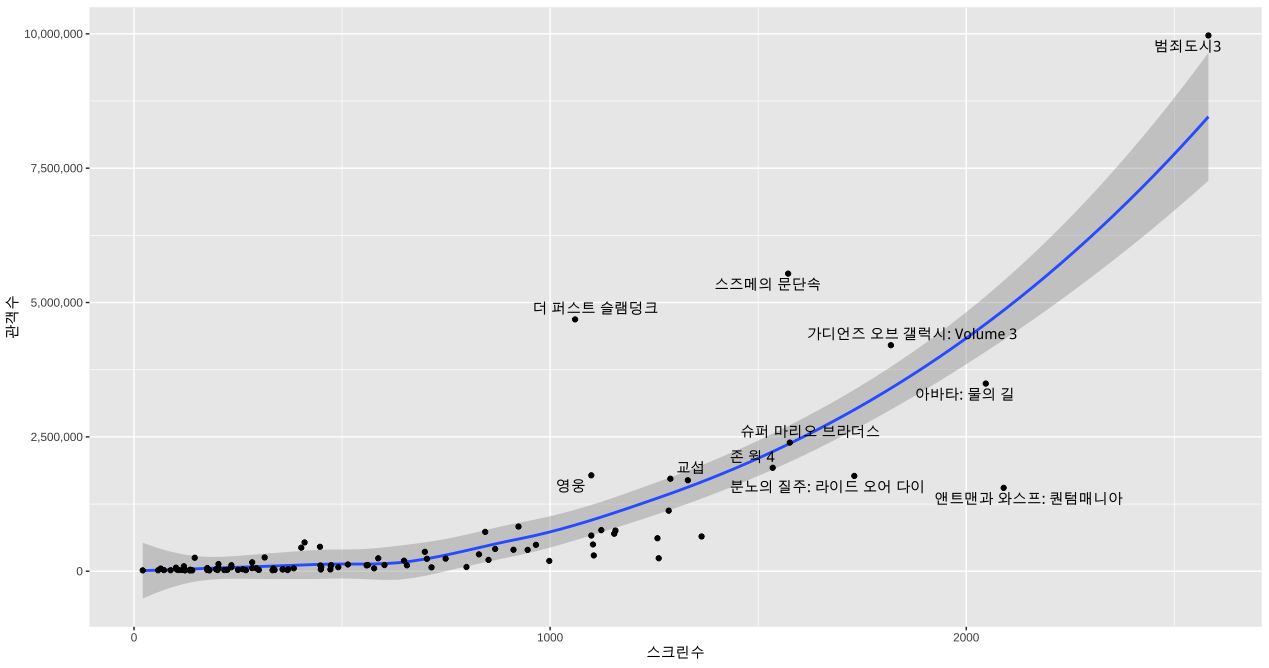 10,000,000
범죄도시3
7,500,000
스즈메의 문단속
5,000,000
더 퍼스트 슬램덩크
가디언즈 오브 갤럭시: Volume 3
아바타: 물의 길
관객수
2,500,000
슈퍼 마리오 브라더스
존 윅 4
교섭
영웅
분노의 질주: 라이드 오어 다이
앤트맨과 와스프: 퀀텀매니아
0
0
1000
2000
스크린수